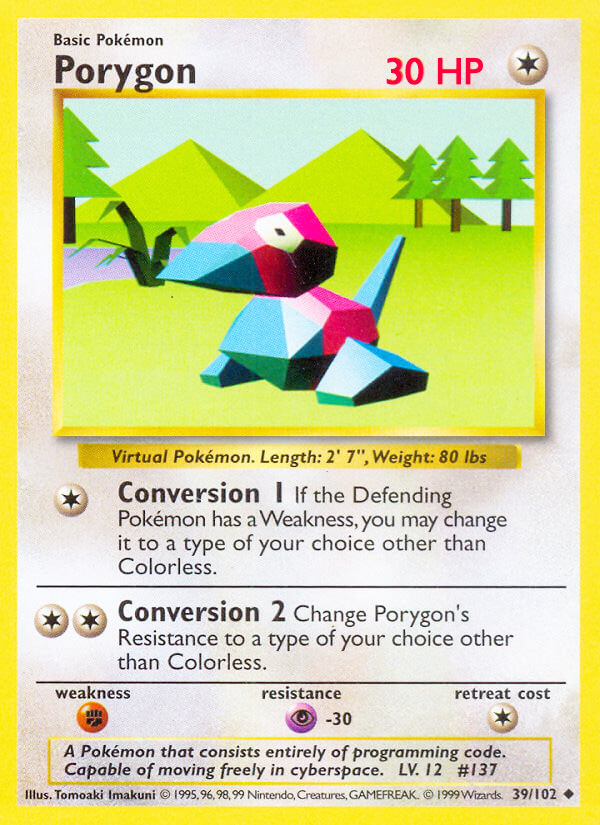 Basic Pokémon
Porygon 30 HP
Virtual Pokémon. Length: 2' 7", Weight: 80 lbs
Conversion 1 If the Defending
Pokémon has a Weakness, you may change
it to a type of your choice other than
Colorless.
Conversion 2 Change Porygon's
Resistance to a type of your choice other
than Colorless.
weakness resistance retreat cost
-30
A Pokémon that consists entirely of programming code.
Capable of moving freely in cyberspace. LV. 12 #137
Illus. Tomoaki Imakuni © 1995, 96, 98, 99 Nintendo, Creatures, GAMEFREAK. © 1999 Wizards. 39/102 ◆